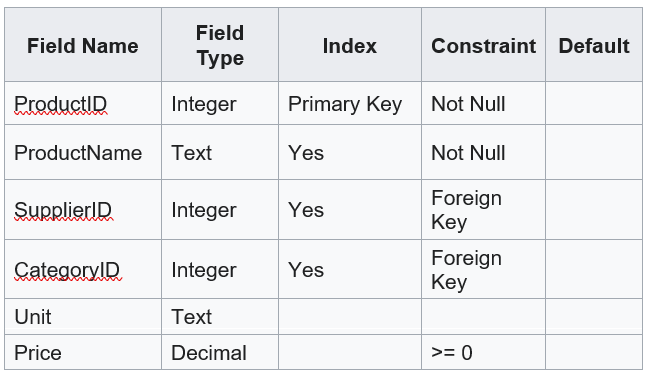 Field Name Field Type Index Constraint Default
ProductID Integer Primary Key Not Null
ProductName Text Yes Not Null
SupplierID Integer Yes Foreign Key
CategoryID Integer Yes Foreign Key
Unit Text
Price Decimal >= 0